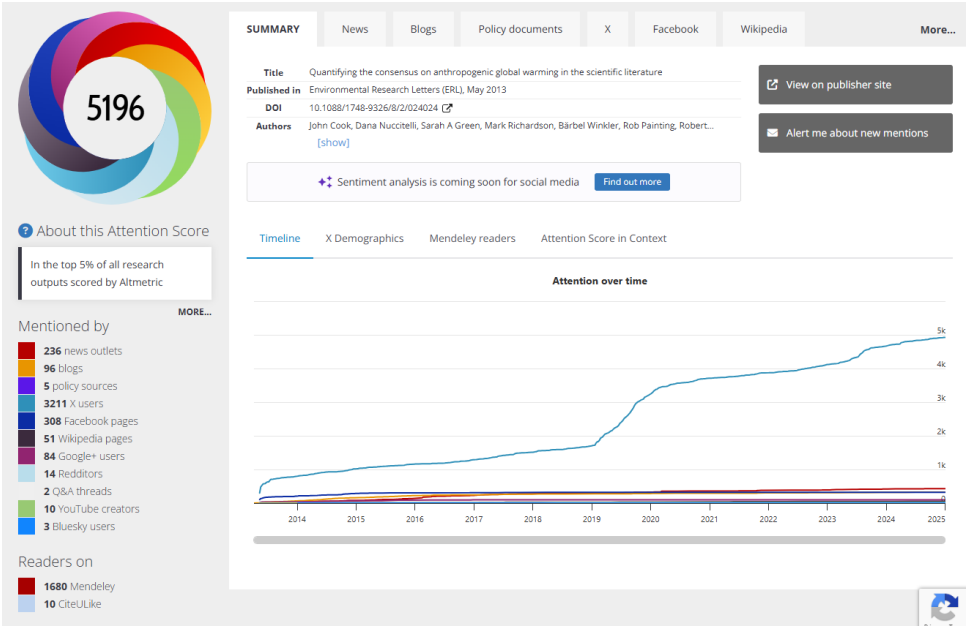 5196
About this Attention Score
In the top 5% of all research
outputs scored by Altmetric
MORE...
Mentioned by
236 news outlets
96 blogs
5 policy sources
3211 X users
308 Facebook pages
51 Wikipedia pages
84 Google+ users
14 Redditors
2 Q&A threads
10 YouTube creators
3 Bluesky users
Readers on
1680 Mendeley
10 CiteULike
SUMMARY News Blogs Policy documents X Facebook Wikipedia More...
Title Quantifying the consensus on anthropogenic global warming in the scientific literature
Published in Environmental Research Letters (ERL), May 2013
DOI 10.1088/1748-9326/8/2/024024
Authors John Cook, Dana Nuccitelli, Sarah A Green, Mark Richardson, Bärbel Winkler, Rob Painting, Robert...
[show]
View on publisher site
Alert me about new mentions
Sentiment analysis is coming soon for social media Find out more
Timeline X Demographics Mendeley readers Attention Score in Context
Attention over time
5k
4k
3k
2k
1k
0
2014 2015 2016 2017 2018 2019 2020 2021 2022 2023 2024 2025